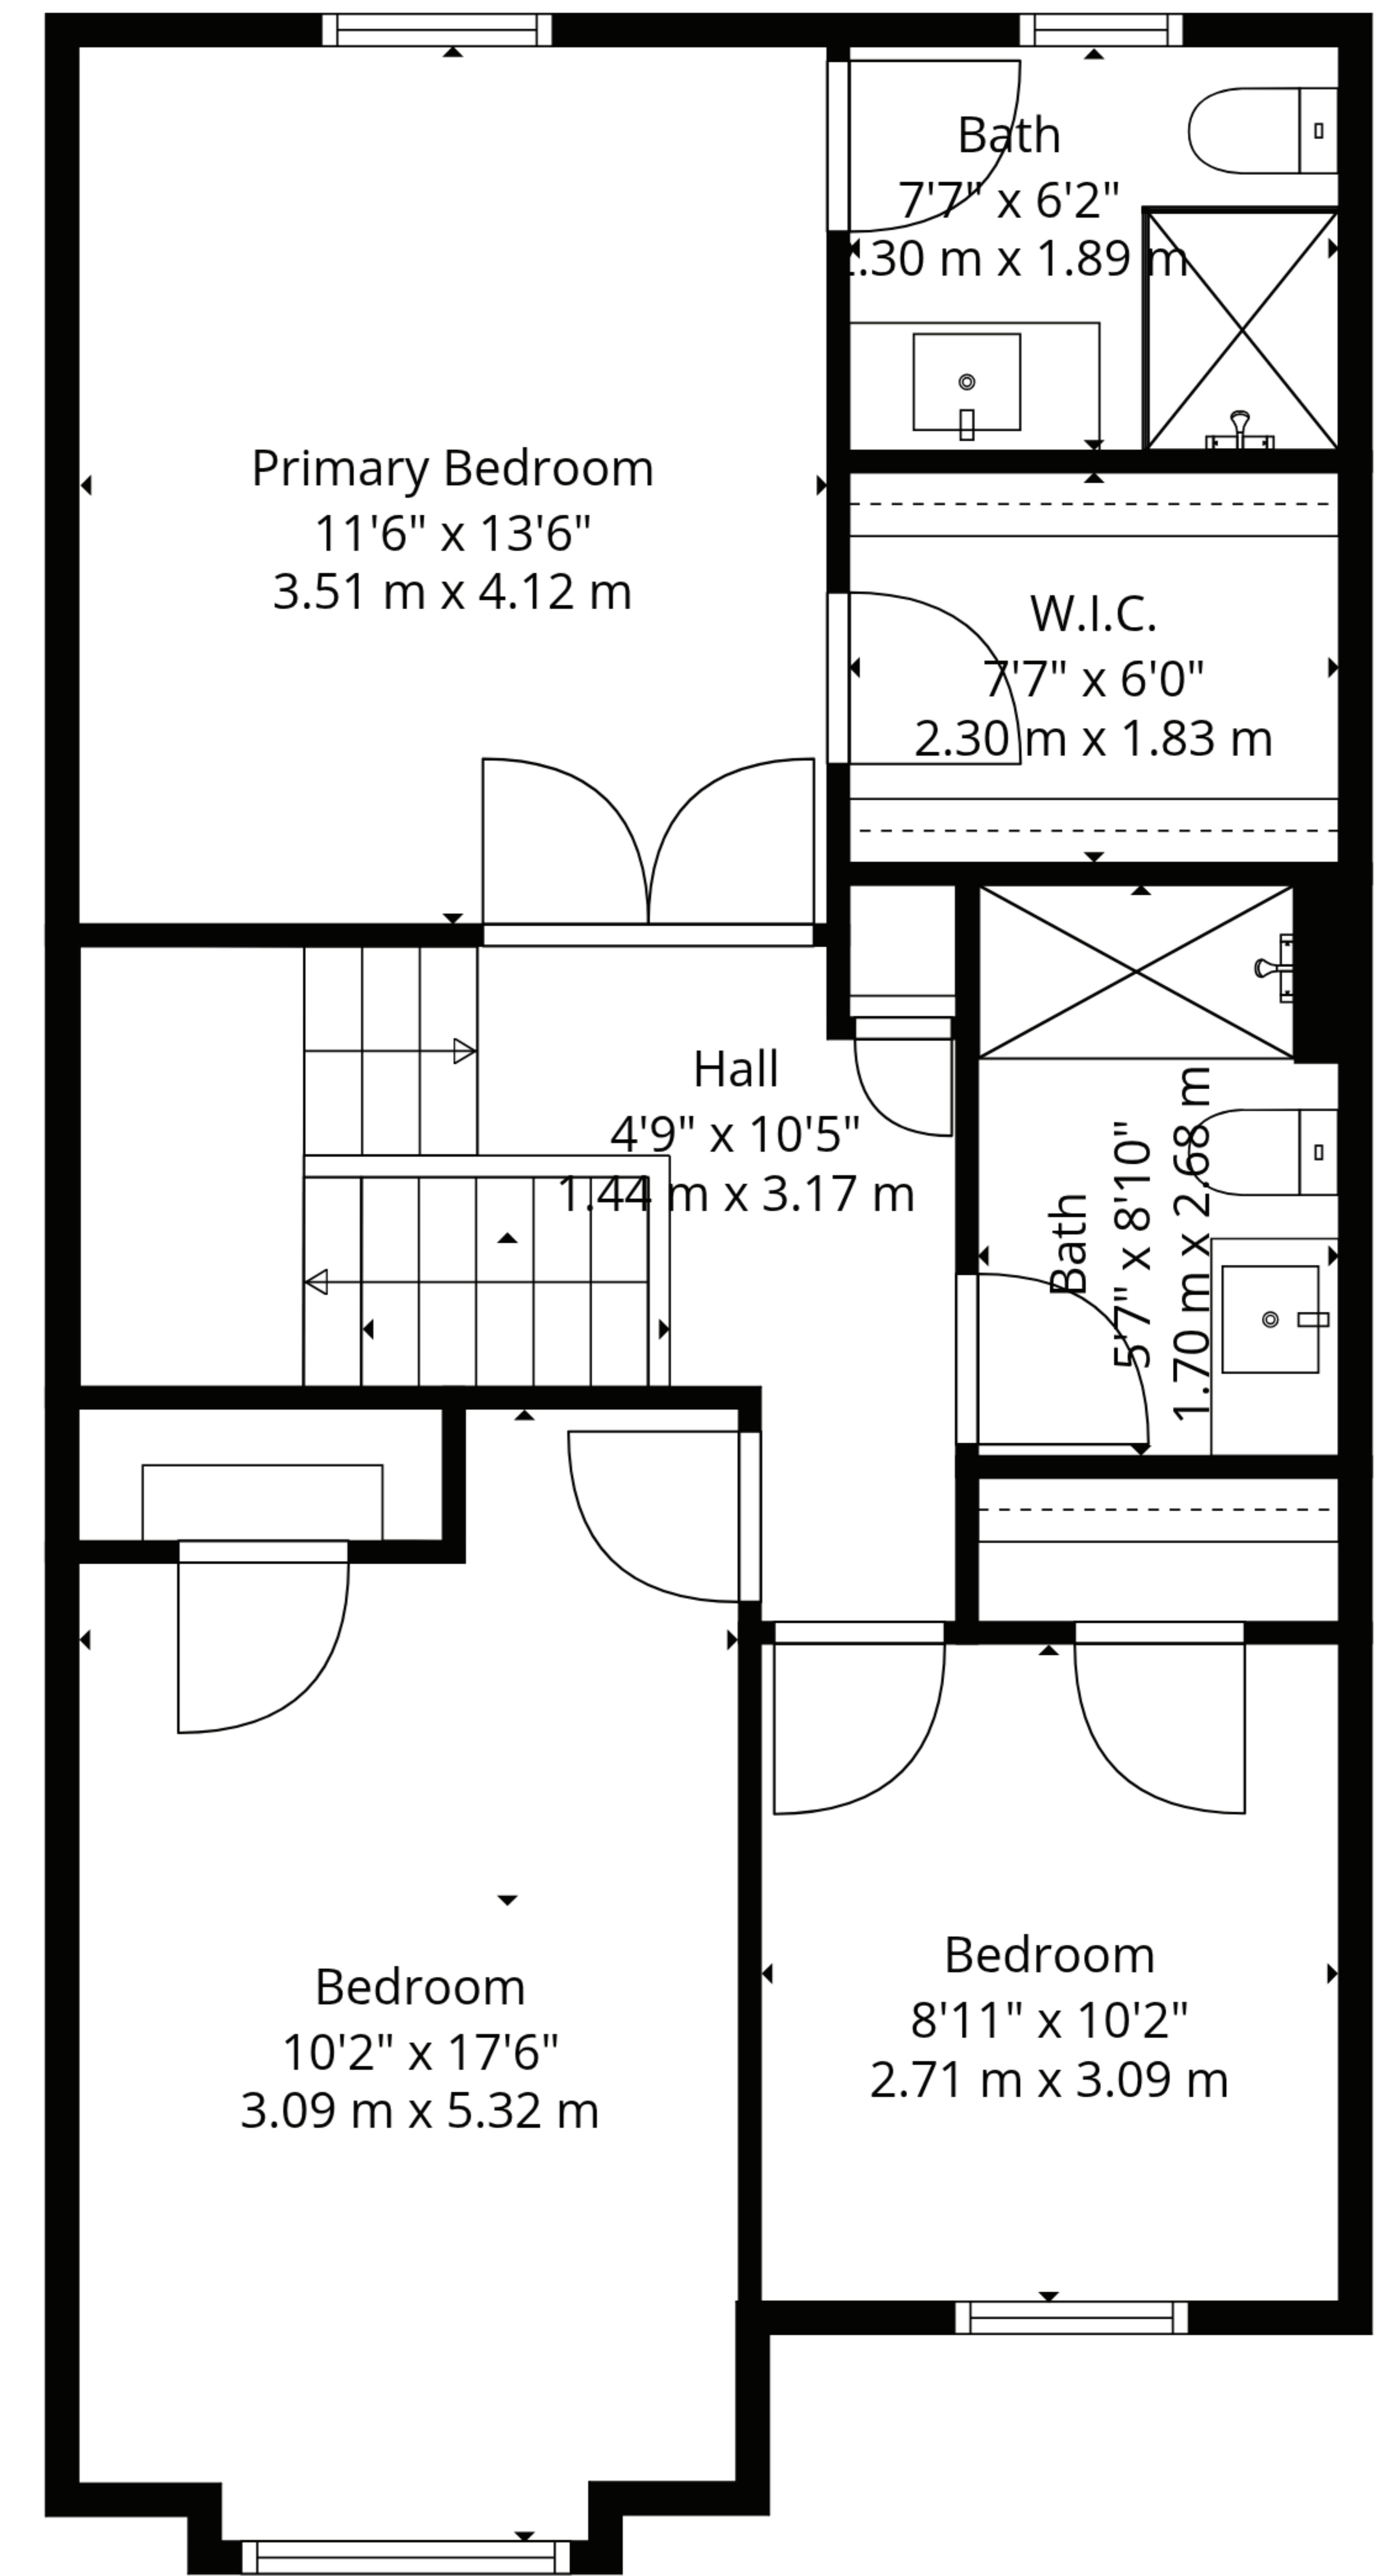 Bath
7'7" x 6'2"
.30 m x 1.89 m
Primary Bedroom
11'6" x 13'6"
3.51 m x 4.12 m
W.I.C.
7'7" x 6'0"
2.30 m x 1.83 m
Hall
4'9" x 10'5"
1.44 m x 3.17 m
Bath
5'7" x 8'10"
1.70 m x 2.68 m
Bedroom
10'2" x 17'6"
3.09 m x 5.32 m
Bedroom
8'11" x 10'2"
2.71 m x 3.09 m